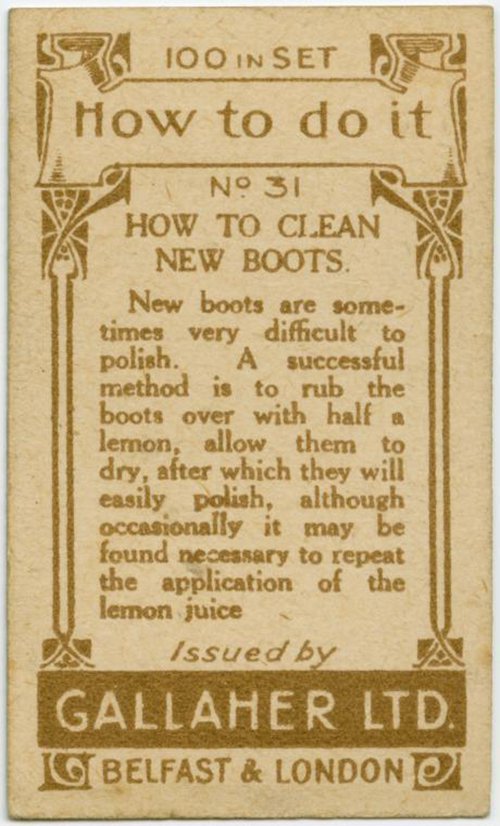 100 IN SET
How to do it
No 31
HOW TO CLEAN
NEW BOOTS.
New boots are some-
times very difficult to
polish. A successful
method is to rub the
boots over with half a
lemon, allow them to
dry, after which they will
easily polish, although
occasionally it may be
found necessary to repeat
the application of the
lemon juice
Issued by
GALLAHER LTD.
BELFAST & LONDON